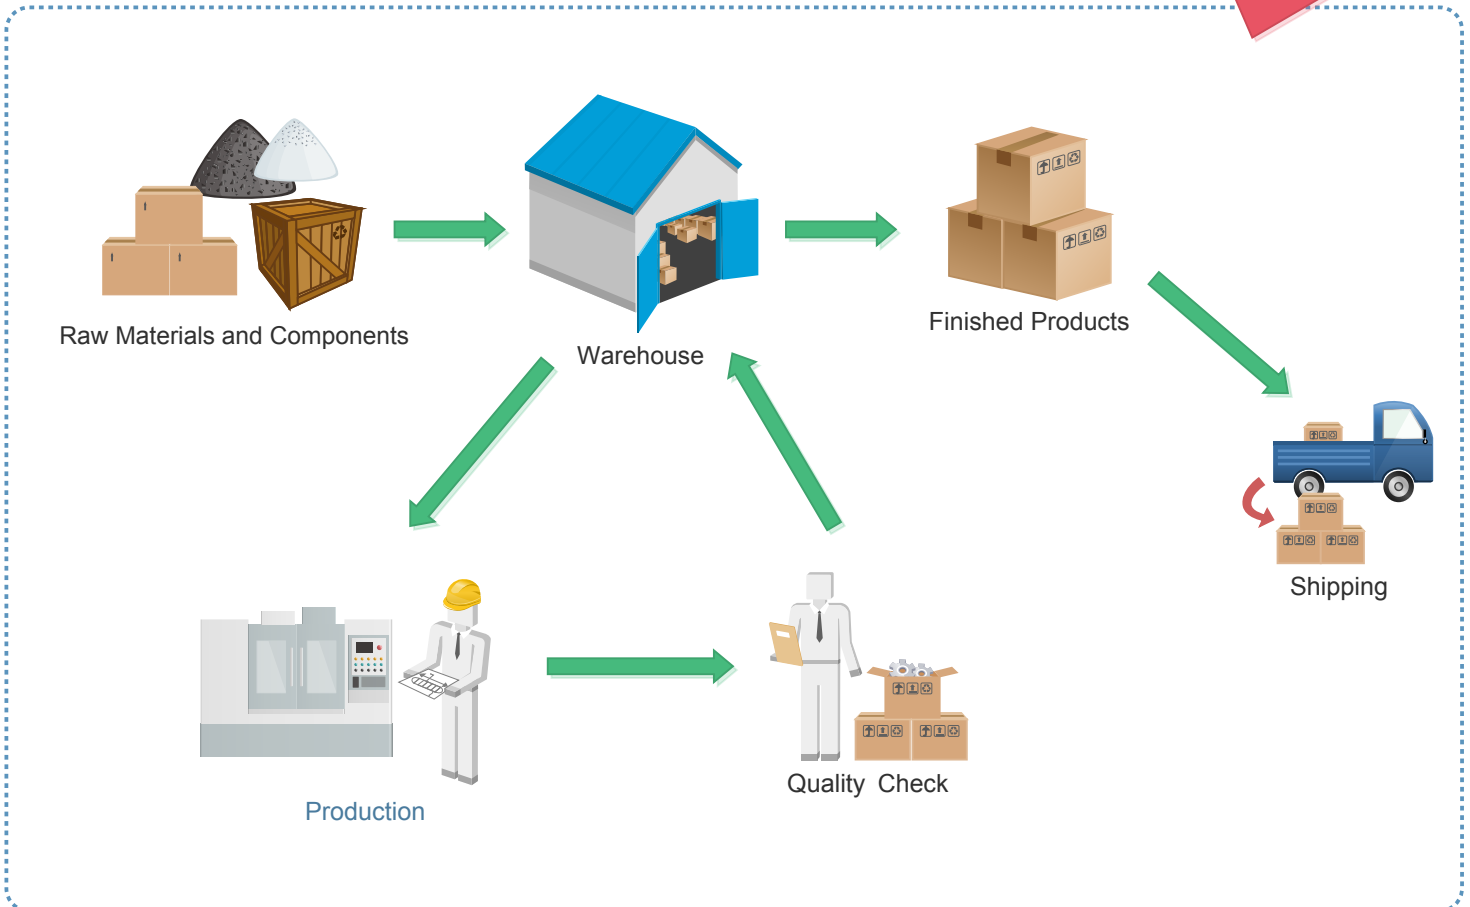 Raw Materials and Components
Warehouse
Finished Products
Shipping
Production
Quality Check